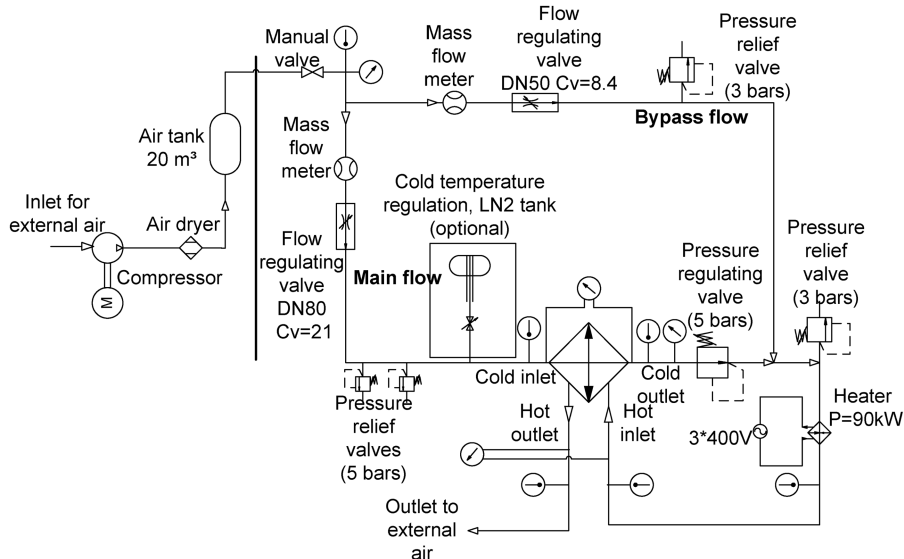 Manual
valve
Mass
flow
meter
Flow
regulating
valve
DN50 Cv=8.4
Pressure
relief
valve
(3 bars)
Bypass flow
Air tank
20 m³
Mass
flow
meter
Inlet for
external air
Air dryer
Compressor
M
Cold temperature
regulation, LN2 tank
(optional)
Flow
regulating
valve
DN80
Cv=21
Main flow
Pressure
regulating
valve
(5 bars)
Pressure
relief
valve
(3 bars)
Cold inlet
Cold
outlet
Pressure
relief
valves
(5 bars)
Hot
outlet
Hot
inlet
3*400V
Heater
P=90kW
Outlet to
external
air